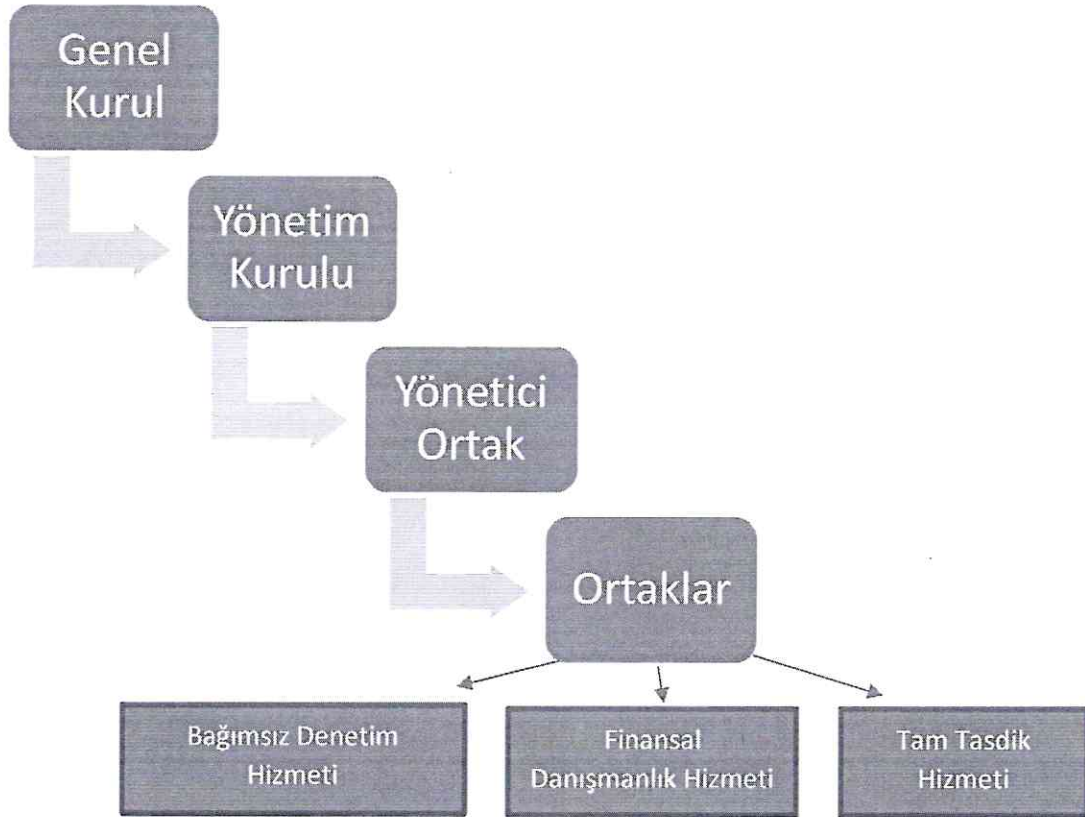 Genel
Kurul
Yönetim
Kurulu
Yönetici
Ortak
Ortaklar
Bağımsız Denetim
Hizmeti
Finansal
Danışmanlık Hizmeti
Tam Tasdik
Hizmeti